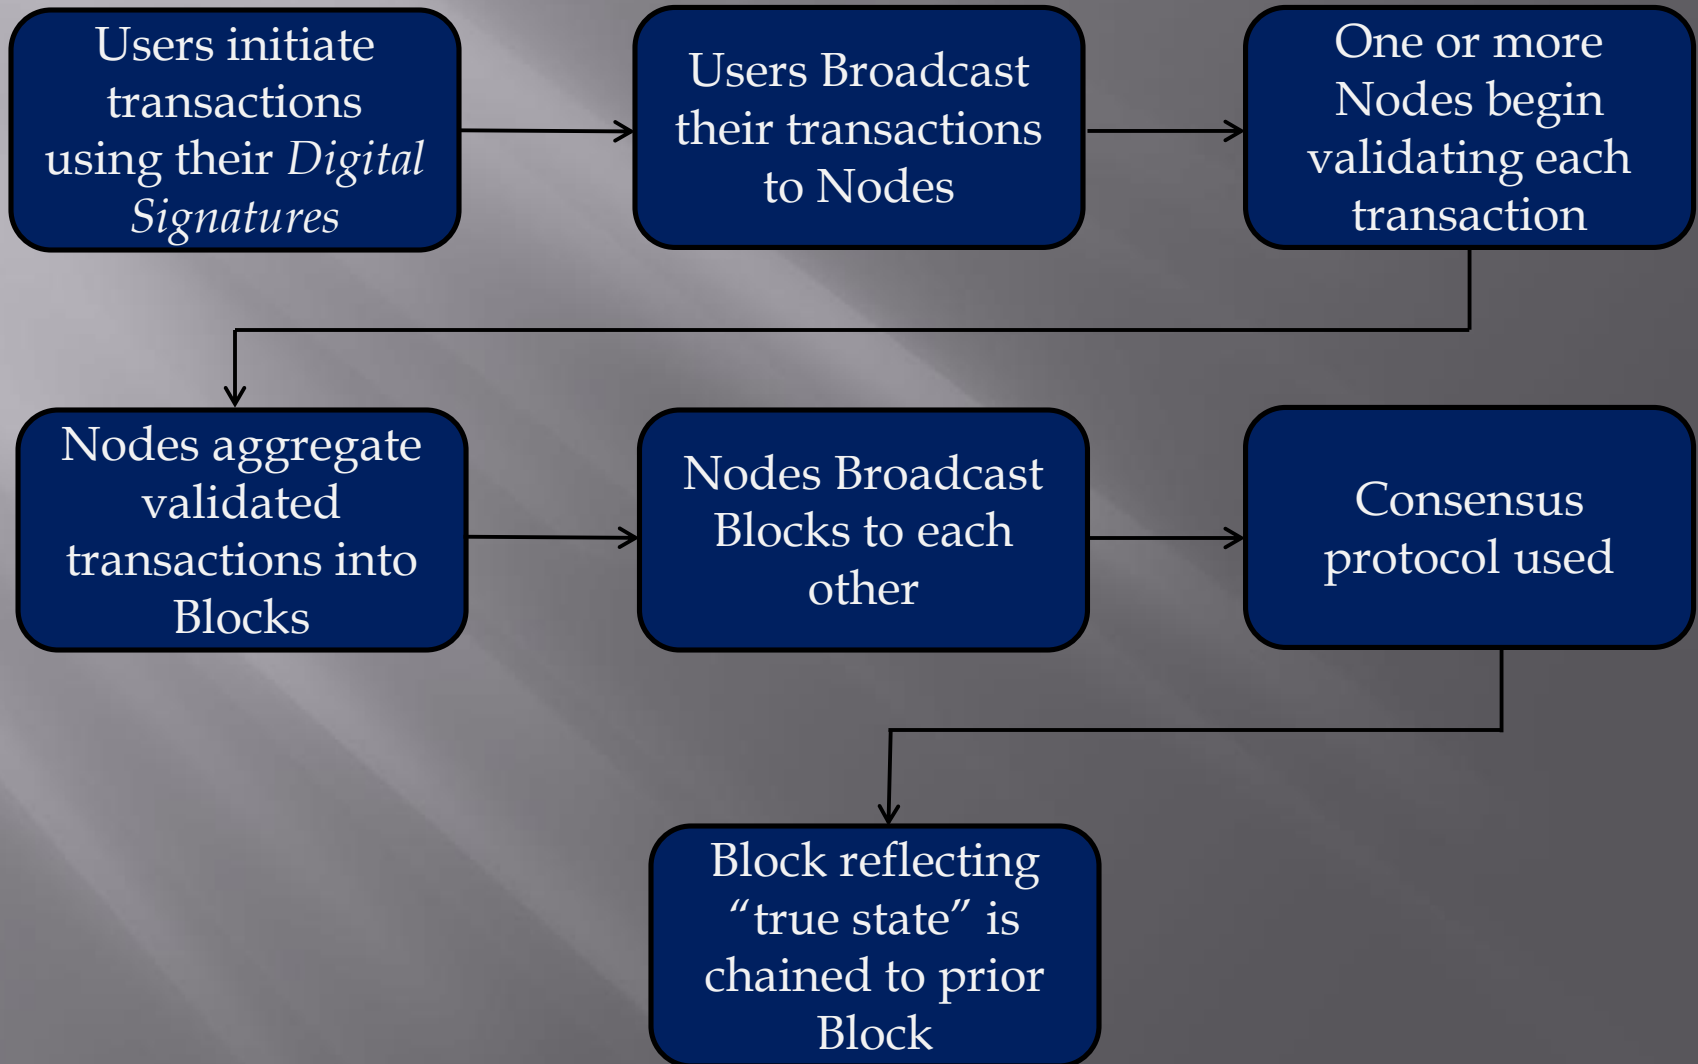 Users initiate
transactions
using their Digital
Signatures
Users Broadcast
their transactions
to Nodes
One or more
Nodes begin
validating each
transaction
Nodes aggregate
validated
transactions into
Blocks
Nodes Broadcast
Blocks to each
other
Consensus
protocol used
Block reflecting
“true state” is
chained to prior
Block